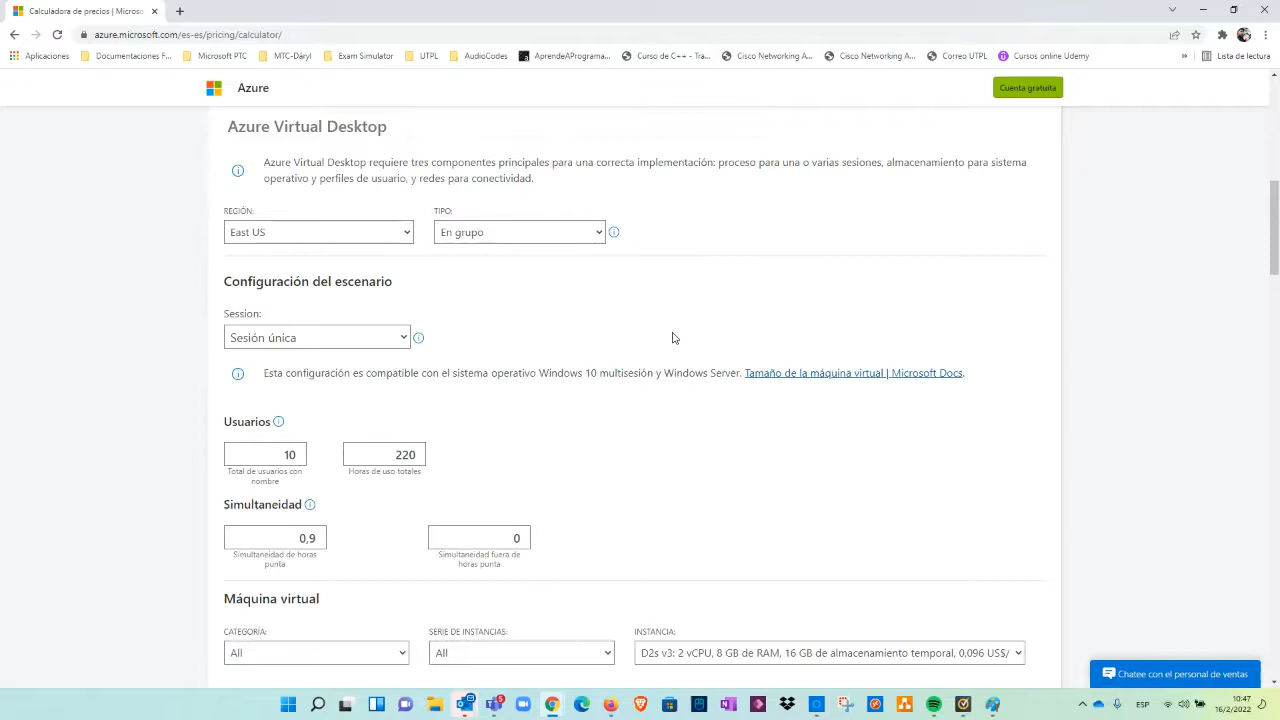 Calculadora de precios | Microso
azure.microsoft.com/es-es/pricing/calculator/
Aplicaciones
Documentaciones F...
Microsoft PTC
MTC-Daryl
Exam Simulator
UTPL
AudioCodes
AprendeAPrograma...
Curso de C++ - Tra...
Cisco Networking A...
Cisco Networking A...
Correo UTPL
Cursos online Udemy
»
Lista de lectura
Azure
Cuenta gratuita
Azure Virtual Desktop
Azure Virtual Desktop requiere tres componentes principales para una correcta implementación: proceso para una o varias sesiones, almacenamiento para sistema
operativo y perfiles de usuario, y redes para conectividad.
REGIÓN: TIPO:
East US En grupo
Configuración del escenario
Session:
Sesión única
Esta configuración es compatible con el sistema operativo Windows 10 multisesión y Windows Server. Tamaño de la máquina virtual | Microsoft Docs.
Usuarios
10 220
Total de usuarios con Horas de uso totales
nombre
Simultaneidad
0,9 0
Simultaneidad de horas Simultaneidad fuera de
punta horas punta
Máquina virtual
CATEGORÍA: SERIE DE INSTANCIAS: INSTANCIA:
All All D2s v3: 2 vCPU, 8 GB de RAM, 16 GB de almacenamiento temporal, 0,096 US$/
Chatee con el personal de ventas
ESP
10:47
16/2/2022